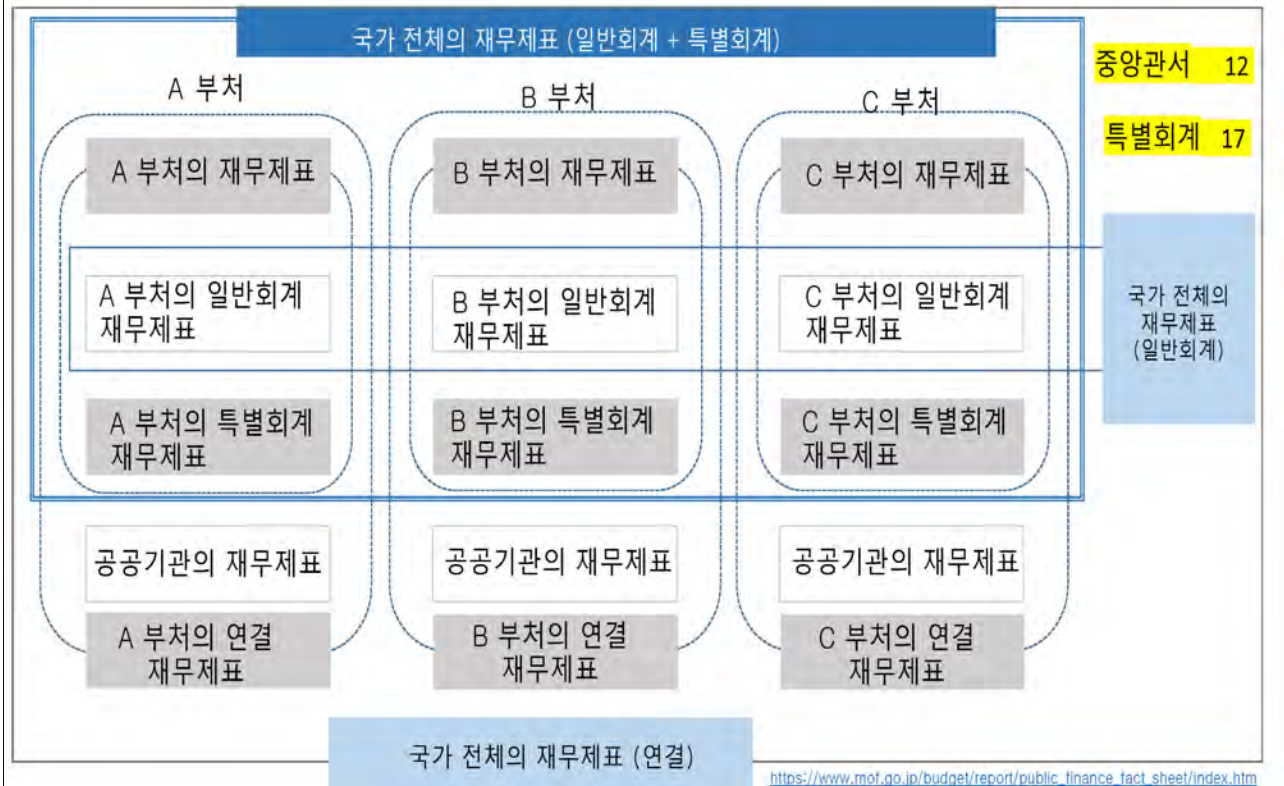 국가 전체의 재무제표 (일반회계 + 특별회계)
중앙관서 12
특별회계 17
A 부처
B 부처
C 부처
A 부처의 재무제표
B 부처의 재무제표
C 부처의 재무제표
A 부처의 일반회계
재무제표
B 부처의 일반회계
재무제표
C 부처의 일반회계
재무제표
국가 전체의
재무제표
(일반회계)
A 부처의 특별회계
재무제표
B 부처의 특별회계
재무제표
C 부처의 특별회계
재무제표
공공기관의 재무제표
공공기관의 재무제표
공공기관의 재무제표
A 부처의 연결
재무제표
B 부처의 연결
재무제표
C 부처의 연결
재무제표
국가 전체의 재무제표 (연결)
https://www.mof.go.jp/budget/report/public_finance_fact_sheet/index.htm